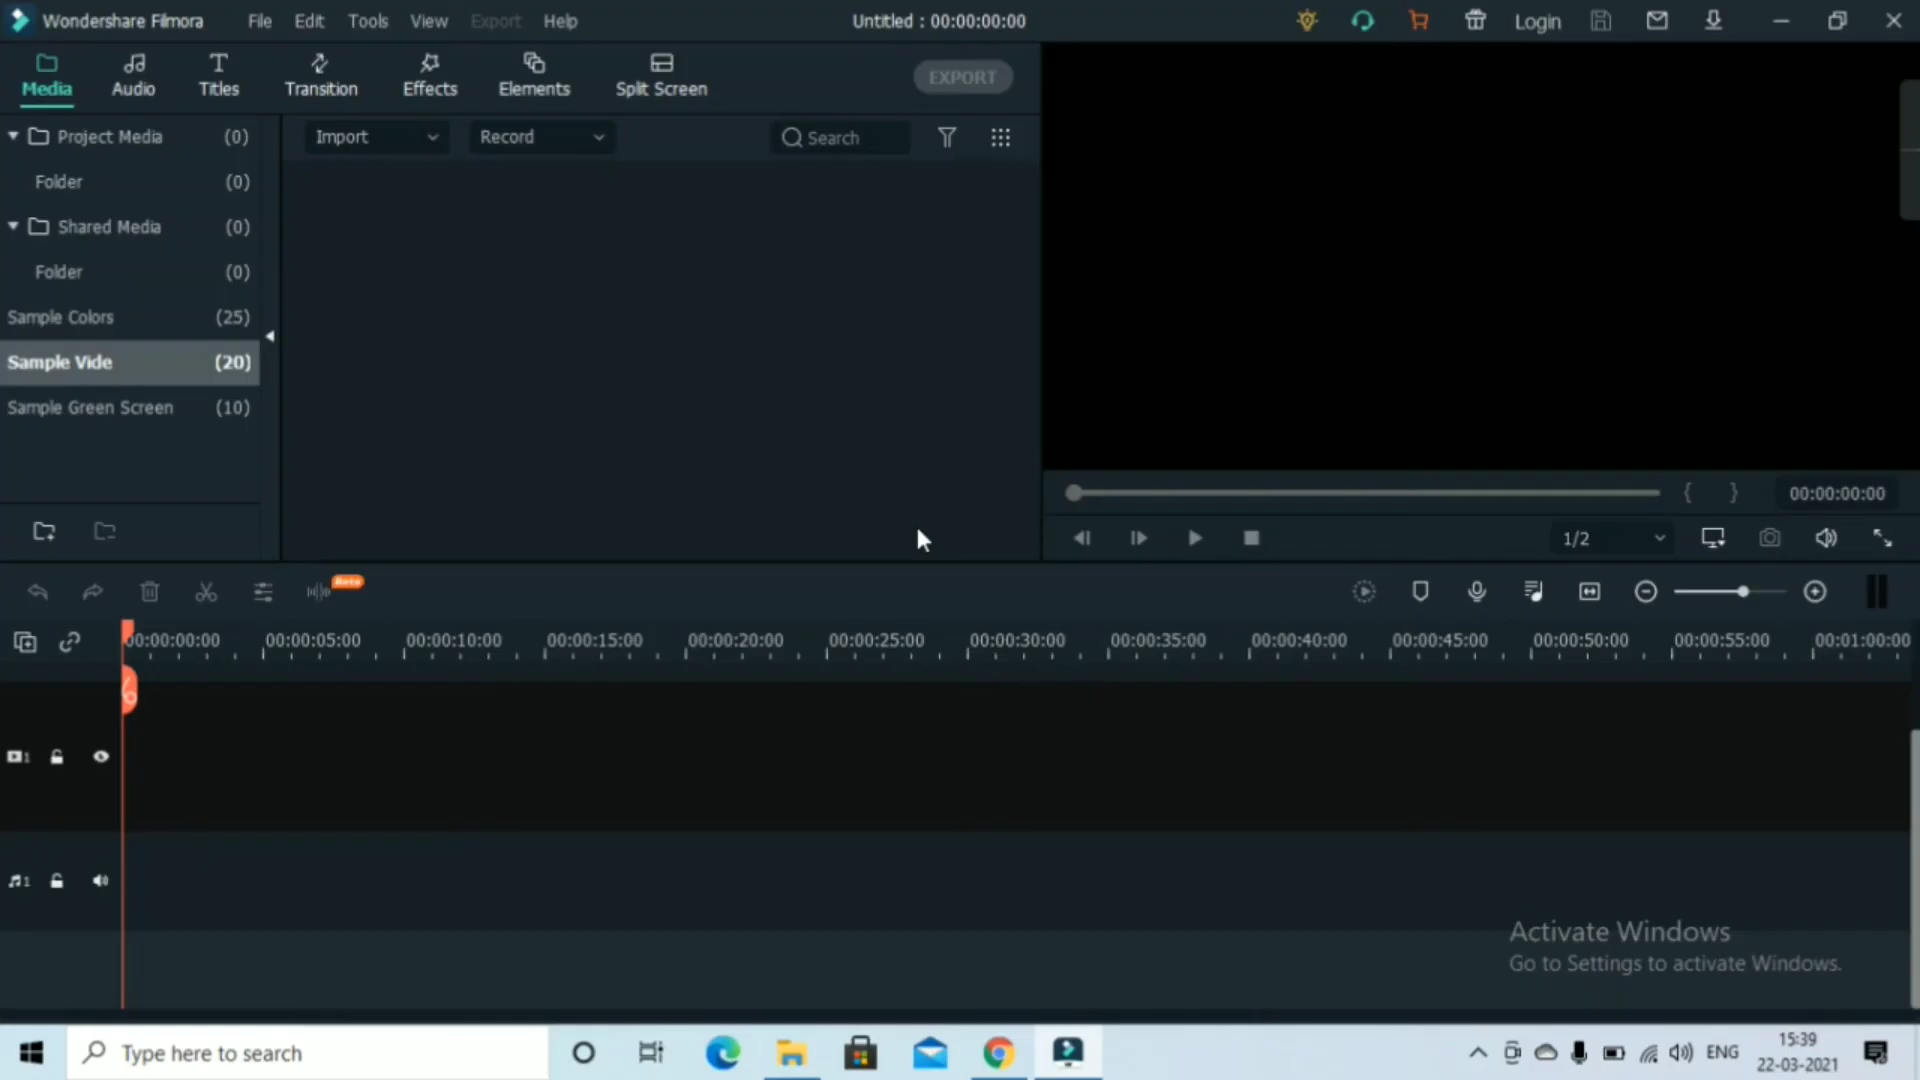 Wondershare Filmora File Edit Tools View Export Help Untitled : 00:00:00:00 Login
Media Audio Titles Transition Effects Elements Split Screen EXPORT
Project Media (0)
Folder (0)
Shared Media (0)
Folder (0)
Sample Colors (25)
Sample Vide (20)
Sample Green Screen (10)
Import Record Search
{ } 00:00:00:00
1/2
Beta
00:00:00:00 00:00:05:00 00:00:10:00 00:00:15:00 00:00:20:00 00:00:25:00 00:00:30:00 00:00:35:00 00:00:40:00 00:00:45:00 00:00:50:00 00:00:55:00 00:01:00:00
1
1
Activate Windows
Go to Settings to activate Windows.
Type here to search ENG 15:39
22-03-2021